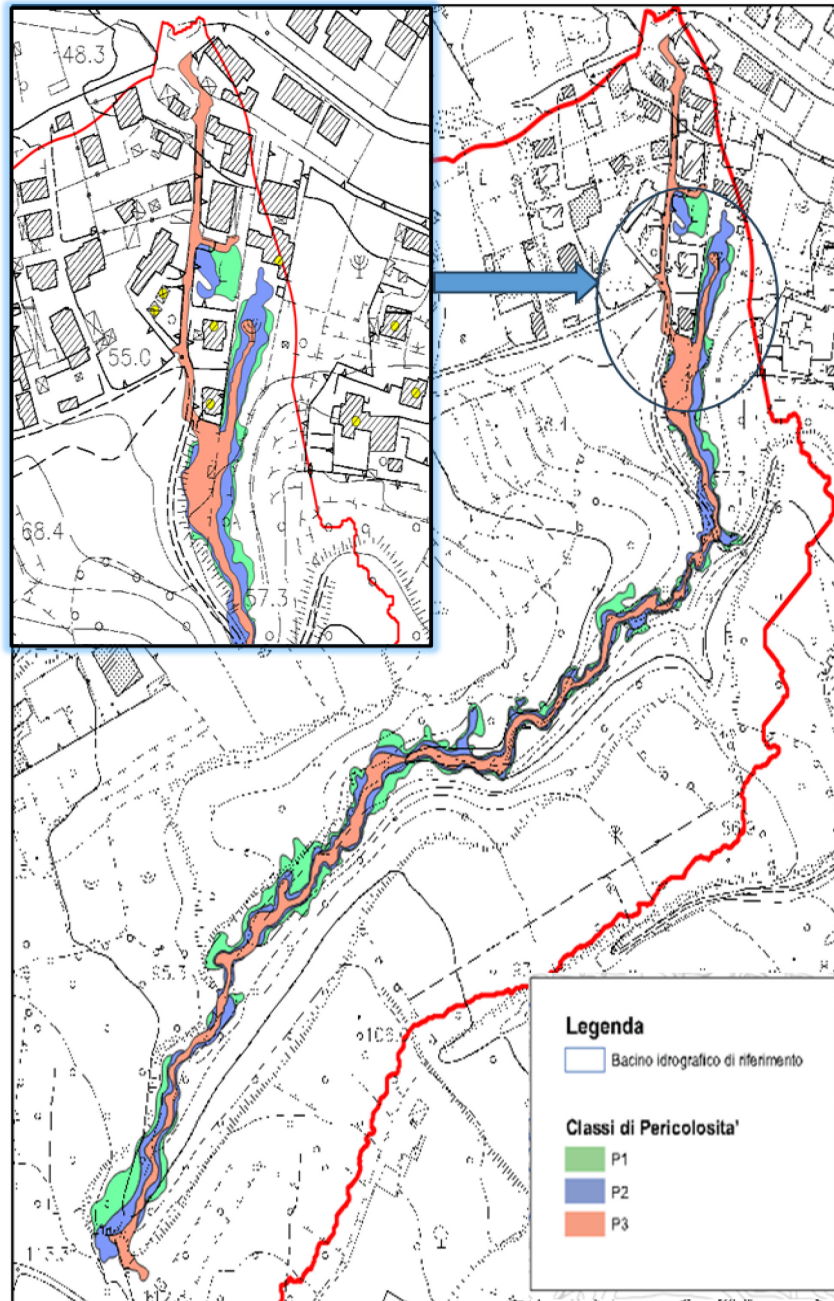 48.3
55.0
68.4
57.3
Legenda
Bacino idrografico di riferimento
Classi di Pericolosita'
P1
P2
P3